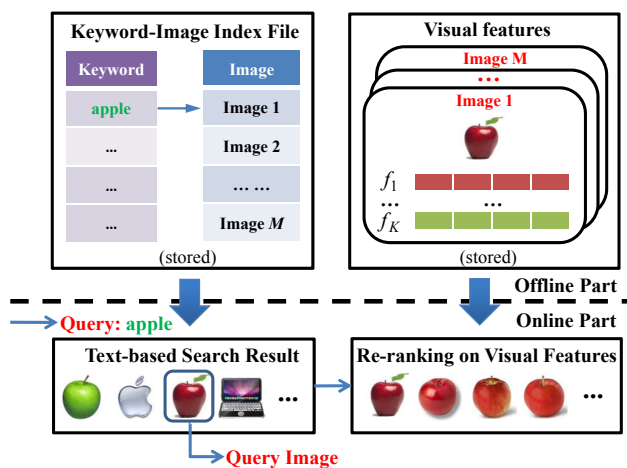 Keyword-Image Index File
Keyword
Image
apple
Image 1
...
Image 2
...
... ...
...
Image M
(stored)
Visual features
Image M
...
Image 1
f1
...
...
fK
(stored)
Offline Part
Online Part
Query: apple
Text-based Search Result
...
Query Image
Re-ranking on Visual Features
...